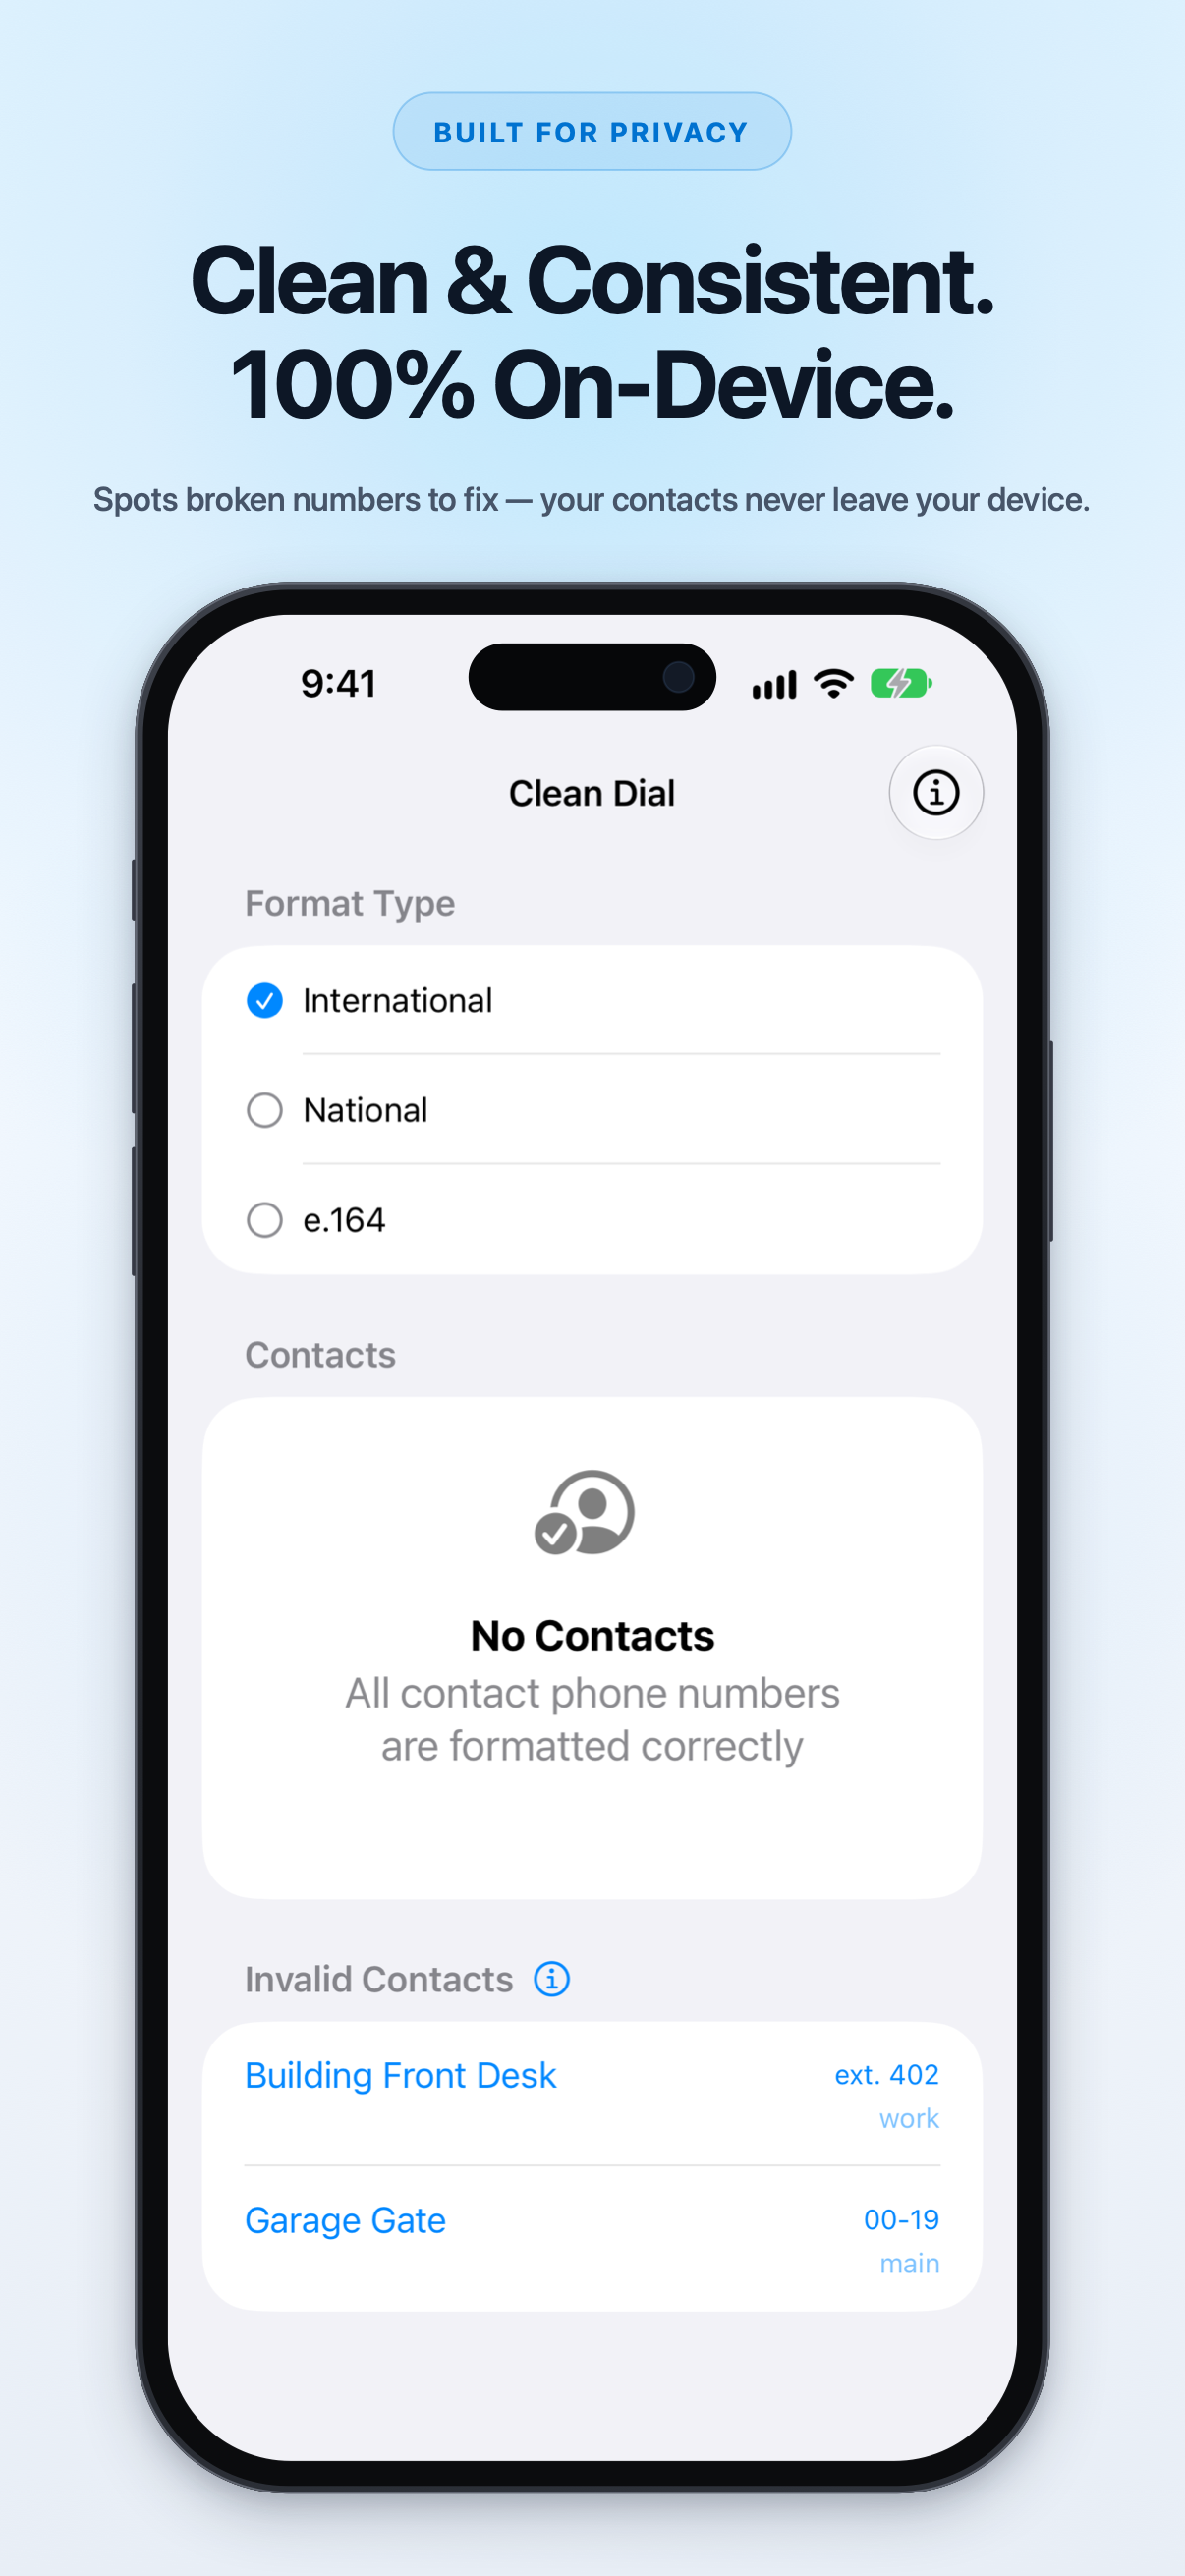 BUILT FOR PRIVACY
Clean & Consistent.
100% On-Device.
Spots broken numbers to fix — your contacts never leave your device.
9:41
Clean Dial
Format Type
International
National
e.164
Contacts
No Contacts
All contact phone numbers
are formatted correctly
Invalid Contacts
Building Front Desk
ext. 402
work
Garage Gate
00-19
main